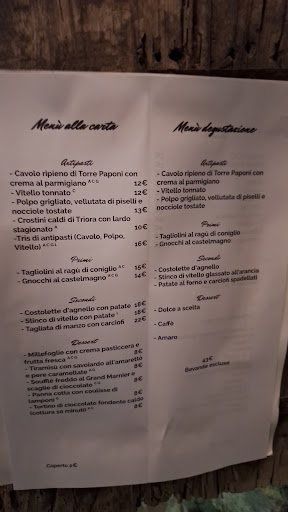 Menù alla carta
Antipasti
- Cavolo ripieno di Torre Paponi con
crema al parmigiano A C G 12€
- Vitello tonnato C 12€
- Polpo grigliato, vellutata di piselli e
nocciole tostate 13€
- Crostini caldi di Triora con lardo
stagionato A 10€
-Tris di antipasti (Cavolo, Polpo,
Vitello) A C G L 16€
Primi
- Tagliolini al ragù di coniglio A C 15€
- Gnocchi al castelmagno A C G 15€
Secondi
- Costolette d'agnello con patate 18€
- Stinco di vitello con patate 18€
- Tagliata di manzo con carciofi 22€
Dessert
- Millefoglie con crema pasticcera e
frutta fresca A C G 8€
- Tiramisù con savoiardo all'amaretto
e pere caramellate A C 8€
- Soufflé freddo al Grand Marnier e
scaglie di cioccolato C G 8€
- Panna cotta con coulisse di
lamponi G 8€
- Tortino di cioccolato fondente caldo
(cottura 10 minuti) A C 8€
Coperto 2€
Menù degustazione
Antipasti
- Cavolo ripieno di Torre Paponi con
crema al parmigiano
- Vitello tonnato
- Polpo grigliato, vellutata di piselli e
nocciole tostate
Primi
- Tagliolini al ragù di coniglio
- Gnocchi al castelmagno
Secondi
- Costolette d'agnello
- Stinco di vitello glassato all'arancia
- Patate al forno e carciofi spadellati
Dessert
- Dolce a scelta
- Caffè
- Amaro
47€
Bevande escluse